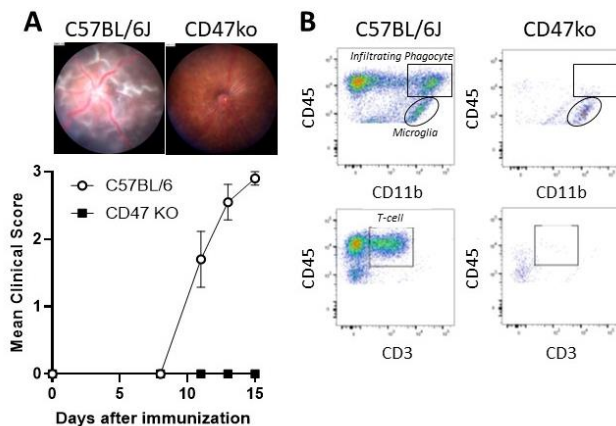 A
C57BL/6J
CD47ko
Mean Clinical Score
3
2
1
0
C57BL/6
CD47 KO
0
5
10
15
Days after immunization
B
C57BL/6J
CD47ko
Infiltrating Phagocyte
Microglia
CD45
CD11b
CD45
CD11b
T-cell
CD45
CD3
CD45
CD3